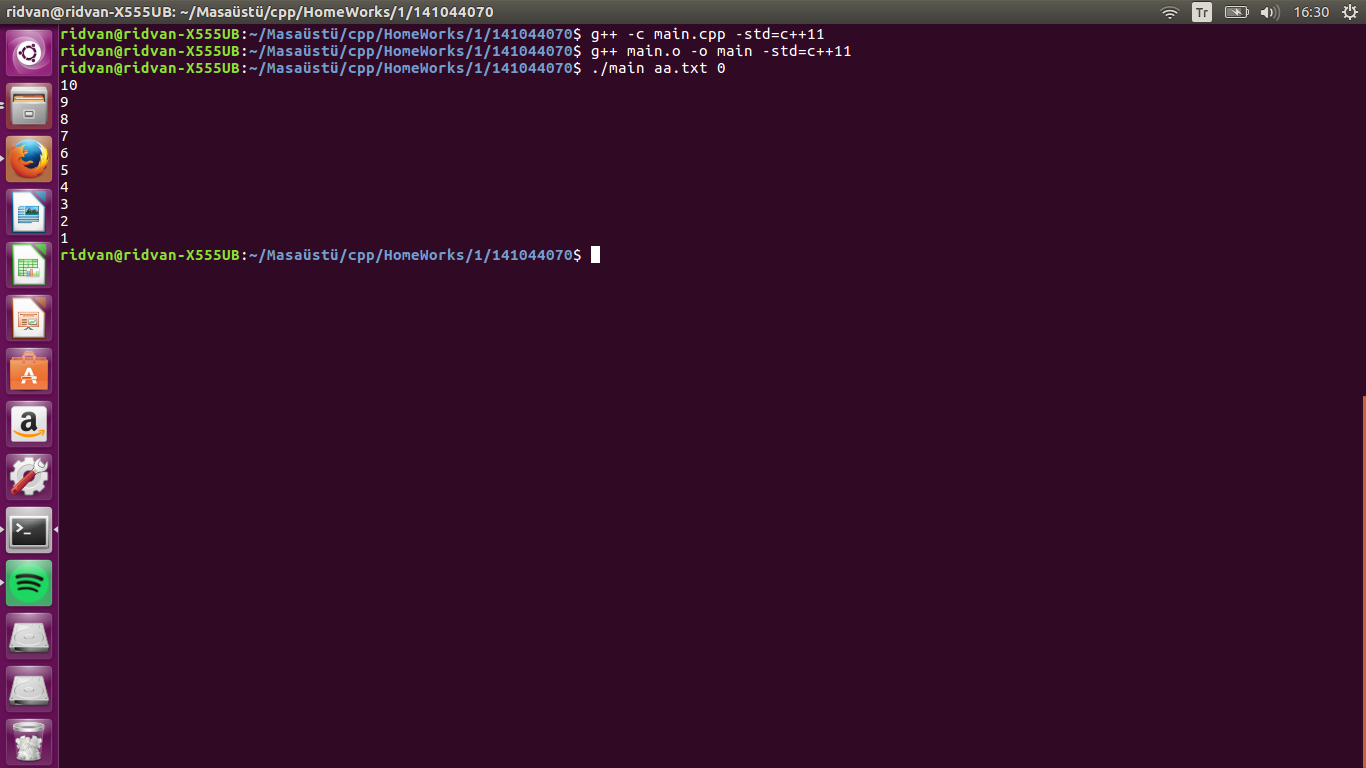 ridvan@ridvan-X555UB: ~/Masaüstü/cpp/HomeWorks/1/141044070
Tr
16:30
ridvan@ridvan-X555UB:~/Masaüstü/cpp/HomeWorks/1/141044070$ g++ -c main.cpp -std=c++11
ridvan@ridvan-X555UB:~/Masaüstü/cpp/HomeWorks/1/141044070$ g++ main.o -o main -std=c++11
ridvan@ridvan-X555UB:~/Masaüstü/cpp/HomeWorks/1/141044070$ ./main aa.txt 0
10
9
8
7
6
5
4
3
2
1
ridvan@ridvan-X555UB:~/Masaüstü/cpp/HomeWorks/1/141044070$